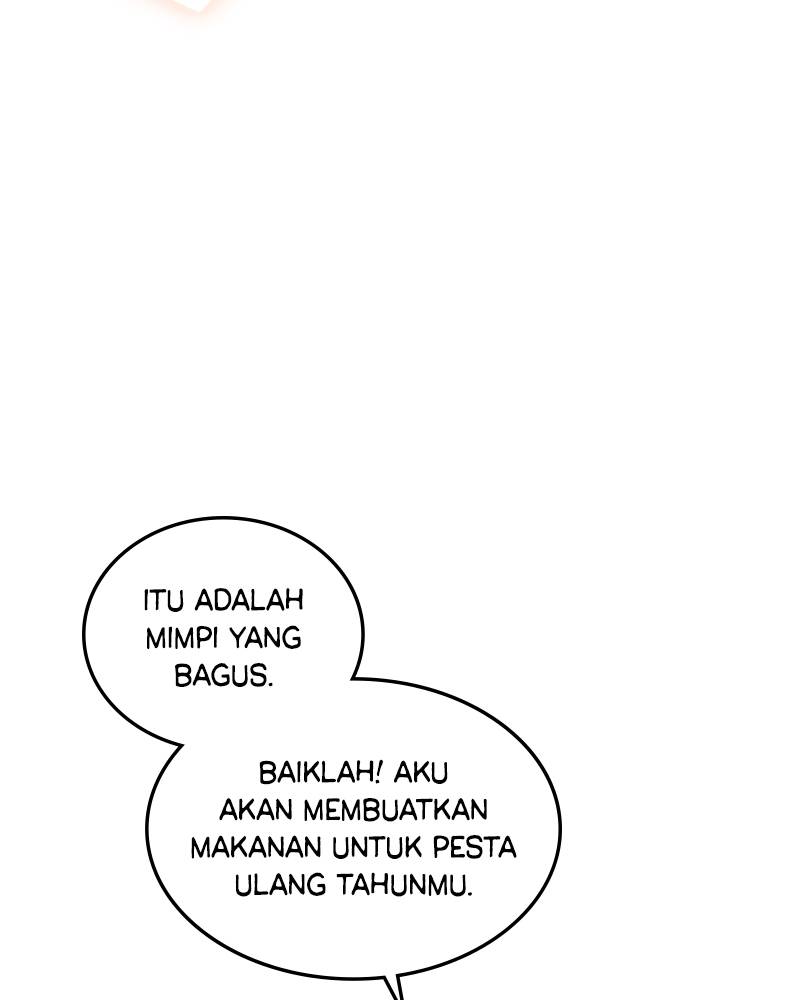 ITU ADALAH
MIMPI YANG
BAGUS.
BAIKLAH! AKU
AKAN MEMBUATKAN
MAKANAN UNTUK PESTA
ULANG TAHUNMU.